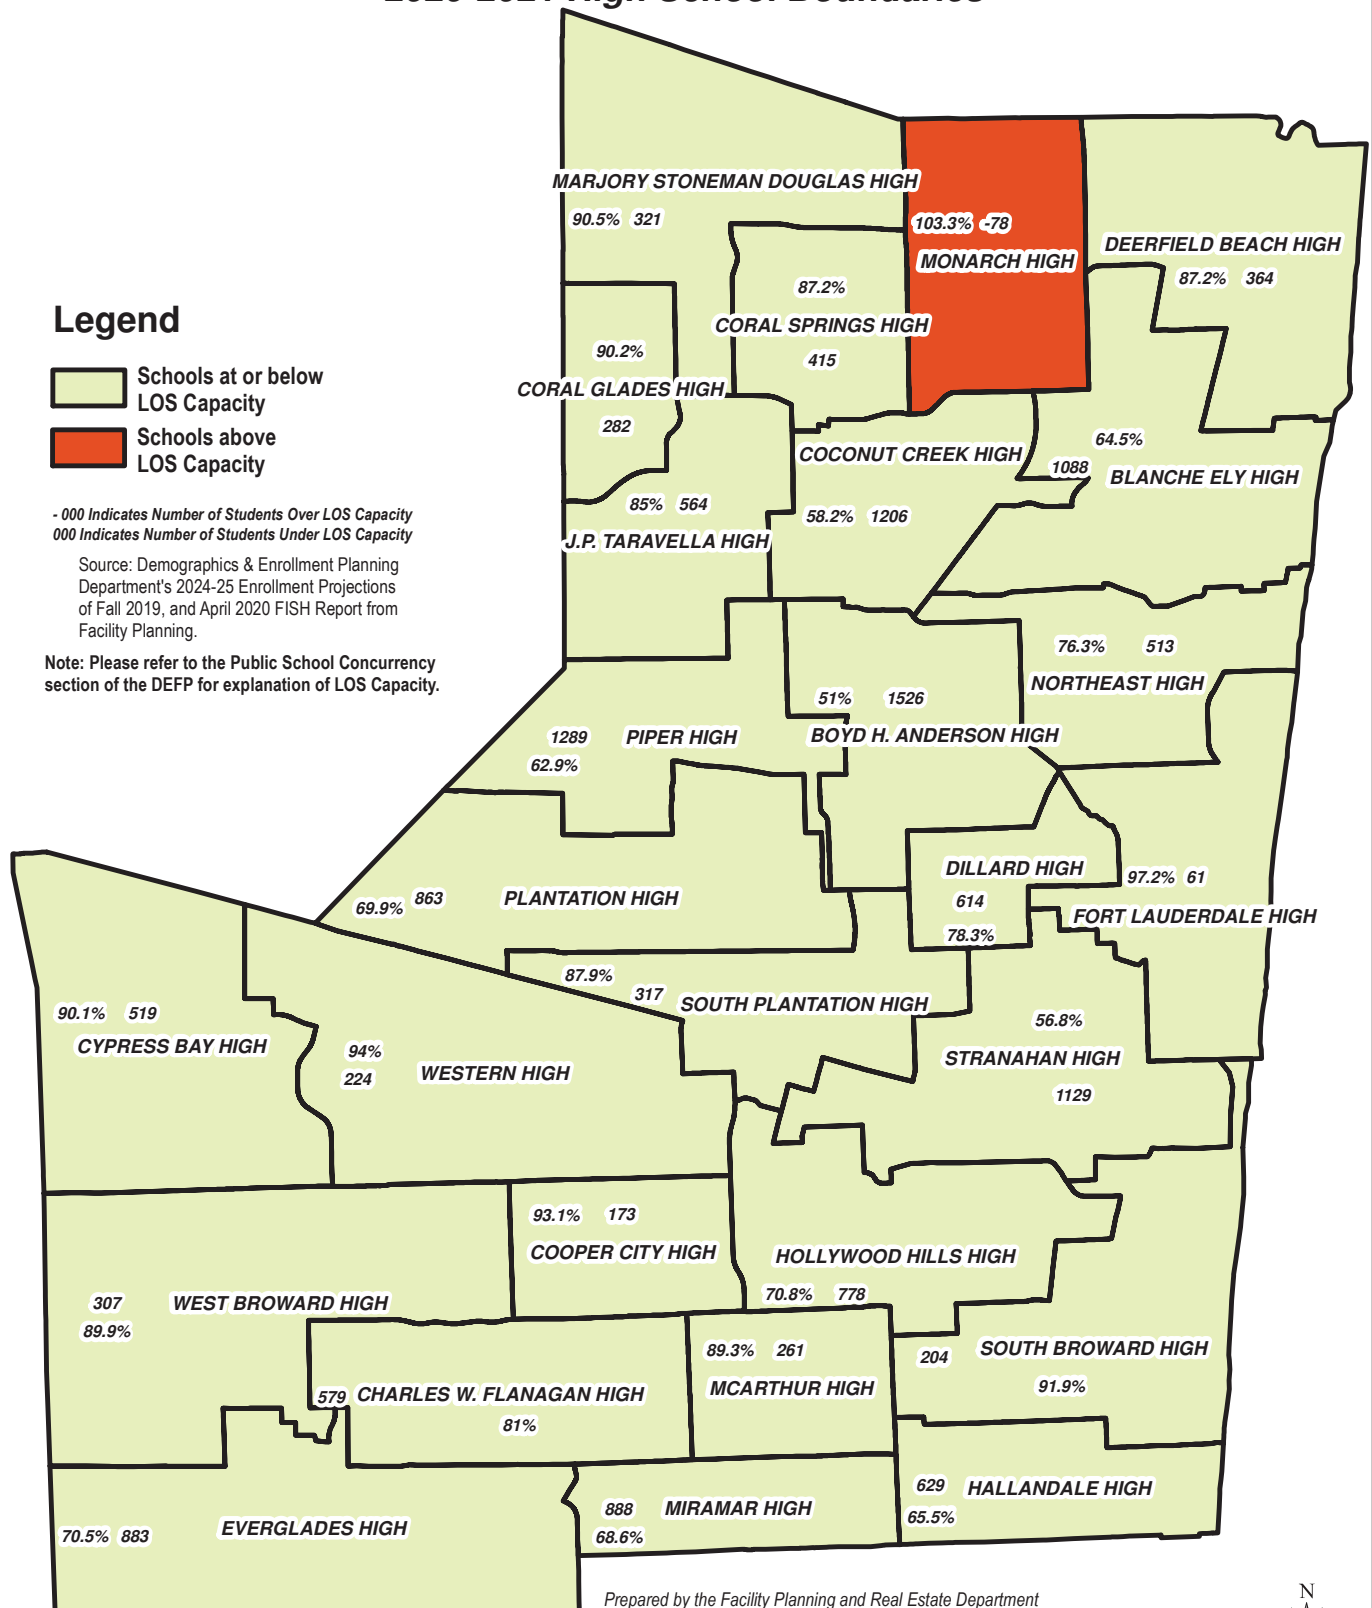 2020-2021 High School Boundaries
MARJORY STONEMAN DOUGLAS HIGH
90.5% 321
103.3% -78
MONARCH HIGH
DEERFIELD BEACH HIGH
87.2% 364
87.2%
CORAL SPRINGS HIGH
415
90.2%
CORAL GLADES HIGH
282
Legend
Schools at or below
LOS Capacity
Schools above
LOS Capacity
- 000 Indicates Number of Students Over LOS Capacity
000 Indicates Number of Students Under LOS Capacity
Source: Demographics & Enrollment Planning
Department's 2024-25 Enrollment Projections
of Fall 2019, and April 2020 FISH Report from
Facility Planning.
Note: Please refer to the Public School Concurrency
section of the DEFP for explanation of LOS Capacity.
64.5%
1088
BLANCHE ELY HIGH
COCONUT CREEK HIGH
58.2% 1206
85% 564
J.P. TARAVELLA HIGH
76.3% 513
NORTHEAST HIGH
51% 1526
BOYD H. ANDERSON HIGH
1289 PIPER HIGH
62.9%
DILLARD HIGH
614
78.3%
97.2% 61
FORT LAUDERDALE HIGH
69.9% 863 PLANTATION HIGH
87.9%
317 SOUTH PLANTATION HIGH
56.8%
STRANAHAN HIGH
1129
90.1% 519
CYPRESS BAY HIGH
94%
224 WESTERN HIGH
93.1% 173
COOPER CITY HIGH
HOLLYWOOD HILLS HIGH
70.8% 778
307 WEST BROWARD HIGH
89.9%
204 SOUTH BROWARD HIGH
91.9%
89.3% 261
MCARTHUR HIGH
579 CHARLES W. FLANAGAN HIGH
81%
629 HALLANDALE HIGH
65.5%
888 MIRAMAR HIGH
68.6%
EVERGLADES HIGH
70.5% 883
Prepared by the Facility Planning and Real Estate Department
N